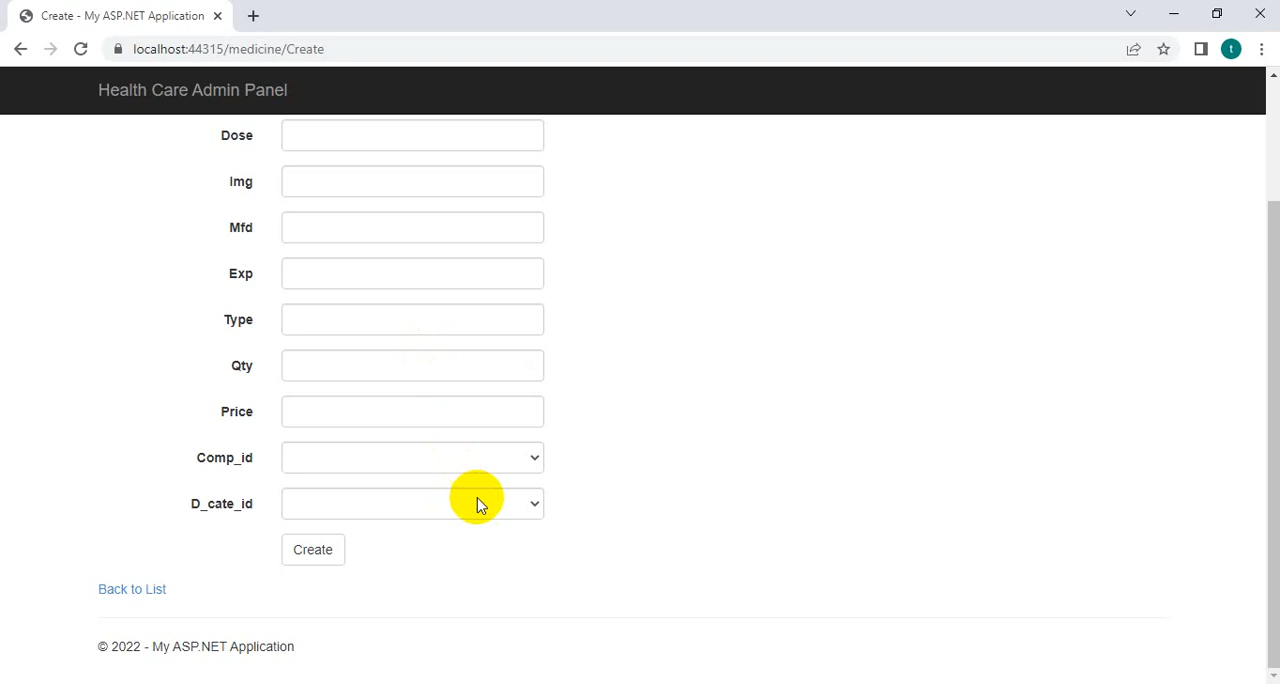 Create - My ASP.NET Application
localhost:44315/medicine/Create
t
Health Care Admin Panel
Dose
Img
Mfd
Exp
Type
Qty
Price
Comp_id
D_cate_id
Create
Back to List
© 2022 - My ASP.NET Application